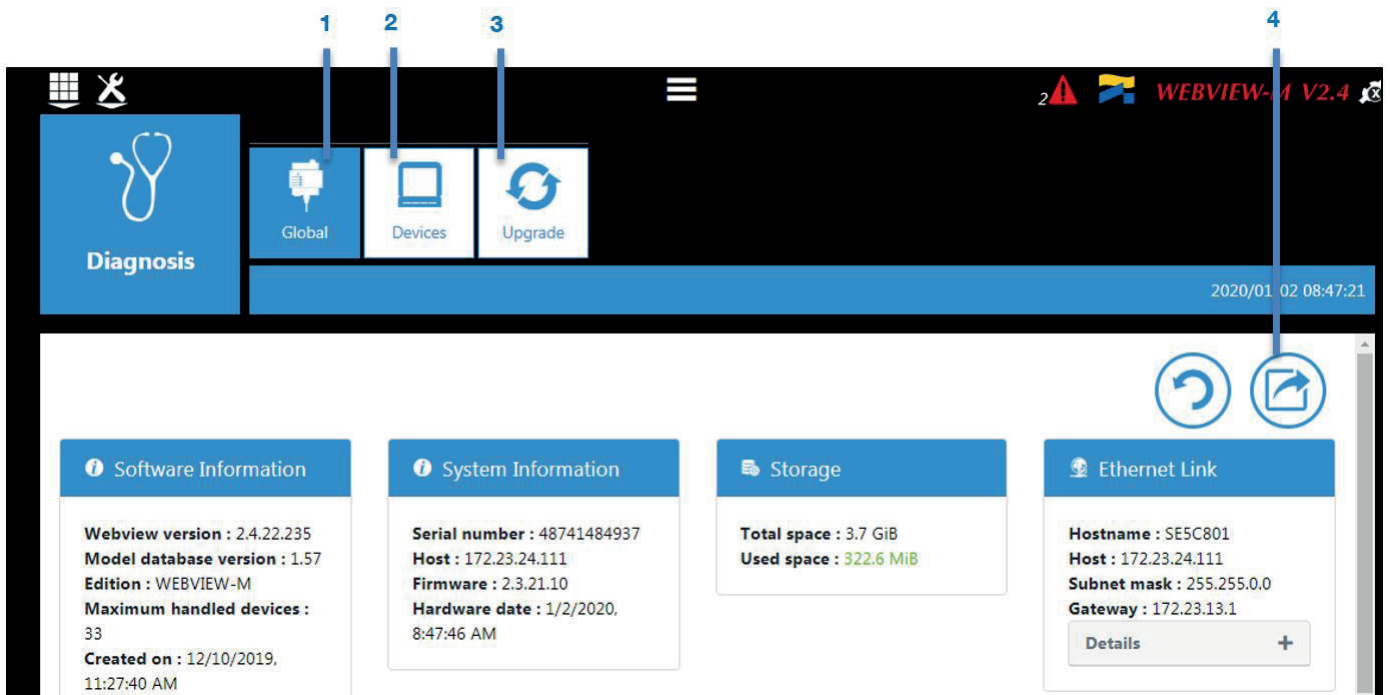 1 2 3 4
2 WEBVIEW-M V2.4
Global Devices Upgrade
Diagnosis
2020/01/02 08:47:21
Software Information
Webview version : 2.4.22.235
Model database version : 1.57
Edition : WEBVIEW-M
Maximum handled devices :
33
Created on : 12/10/2019,
11:27:40 AM
System Information
Serial number : 48741484937
Host : 172.23.24.111
Firmware : 2.3.21.10
Hardware date : 1/2/2020,
8:47:46 AM
Storage
Total space : 3.7 GiB
Used space : 322.6 MiB
Ethernet Link
Hostname : SE5C801
Host : 172.23.24.111
Subnet mask : 255.255.0.0
Gateway : 172.23.13.1
Details +